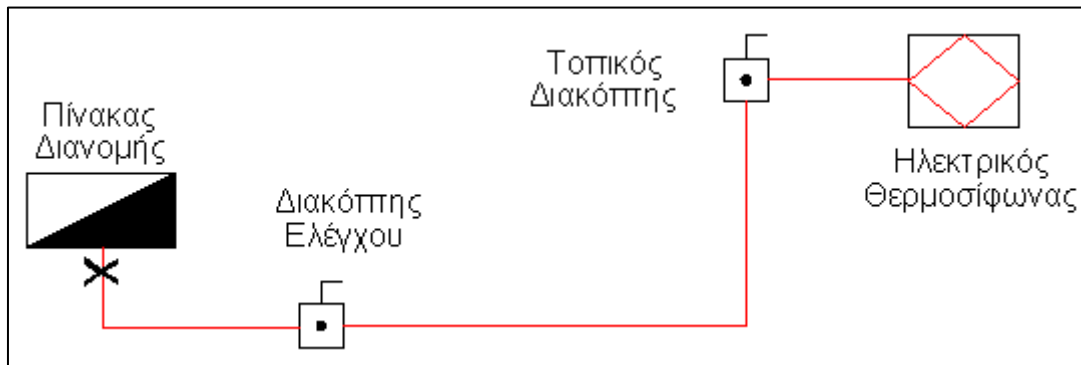 Πίνακας
Διανομής
Διακόπτης
Ελέγχου
Τοπικός
Διακόπτης
Ηλεκτρικός
Θερμοσίφωνας